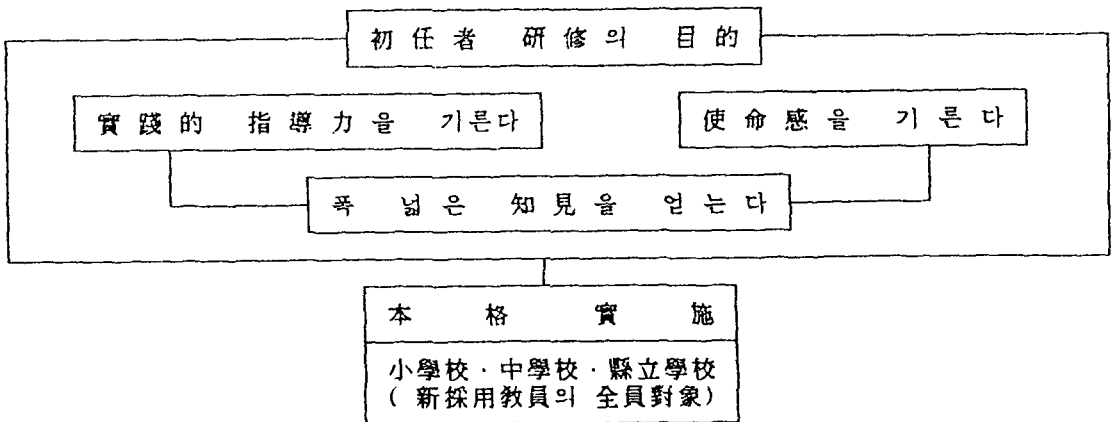 初任者 研修의 目的
實踐的 指導力을 기른다
使命感을 기른다
폭 넓은 知見을 얻는다
本格實施
小學校·中學校·縣立學校
( 新採用敎員의 全員對象)